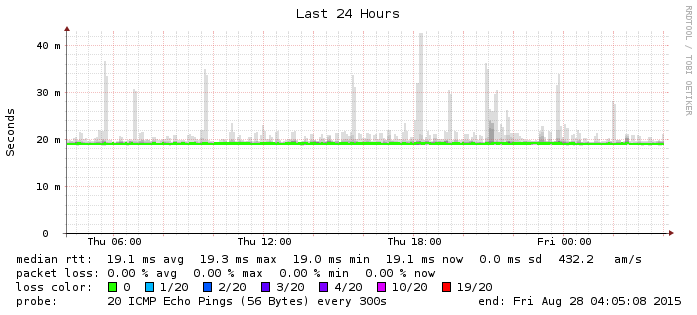 Last 24 Hours
RRDTOOL / TOBI OETIKER
Seconds
40 m
30 m
20 m
10 m
0
Thu 06:00 Thu 12:00 Thu 18:00 Fri 00:00
median rtt: 19.1 ms avg 19.3 ms max 19.0 ms min 19.1 ms now 0.0 ms sd 432.2 am/s
packet loss: 0.00 % avg 0.00 % max 0.00 % min 0.00 % now
loss color: 0 1/20 2/20 3/20 4/20 10/20 19/20
probe: 20 ICMP Echo Pings (56 Bytes) every 300s end: Fri Aug 28 04:05:08 2015